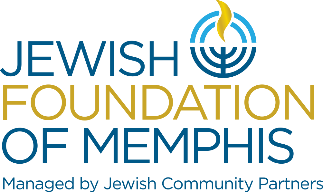 JEWISH
FOUNDATION
OF MEMPHIS
Managed by Jewish Community Partners